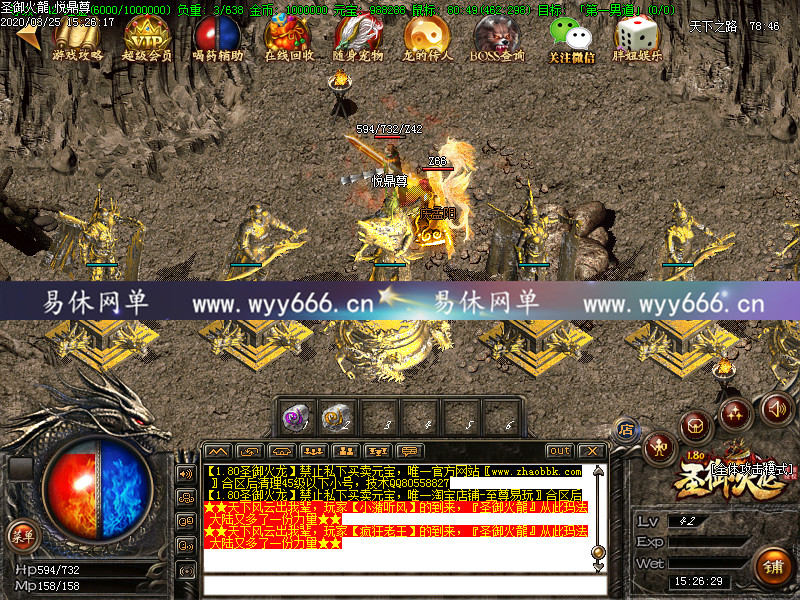 圣御火龍 悦鼎尊
(6000/1000000) 负重: 3/638 金币: 1000000 元宝: 988288 鼠标: 80:49(462:298) 目标: 「第一男道」(0/0)
2020/03/25 15:26:17
天下之路 78:46
游戏攻略 超级会员 喝药辅助 在线回收 随身宠物 龙的传人 BOSS查询 关注微信 胖妞娱乐
VIP
594/732/Z42
Z66
悦鼎尊
易休网单 www.wyy666.cn 易休网单 www.wyy666.cn
1 2 3 4 5 6
out X
店
【1.80圣御火龙】禁止私下买卖元宝，唯一官方网站〖www.zhaobbk.com
〗合区后清理45级以下小号，技术QQ80558827
【1.80圣御火龙】禁止私下买卖元宝，唯一淘宝店铺-至尊易玩〗合区后
★★天下风云出我辈，玩家【小猪听风】的到来，『圣御火龍』从此玛法
大陆又多了一份力量★★
★★天下风云出我辈，玩家【疯狂老王】的到来，『圣御火龍』从此玛法
大陆又多了一份力量★★
1.80
圣御火龙
[全体攻击模式]
菜单
Hp594/732
Mp158/158
Lv 42
Exp
Wet
15:26:29
铺